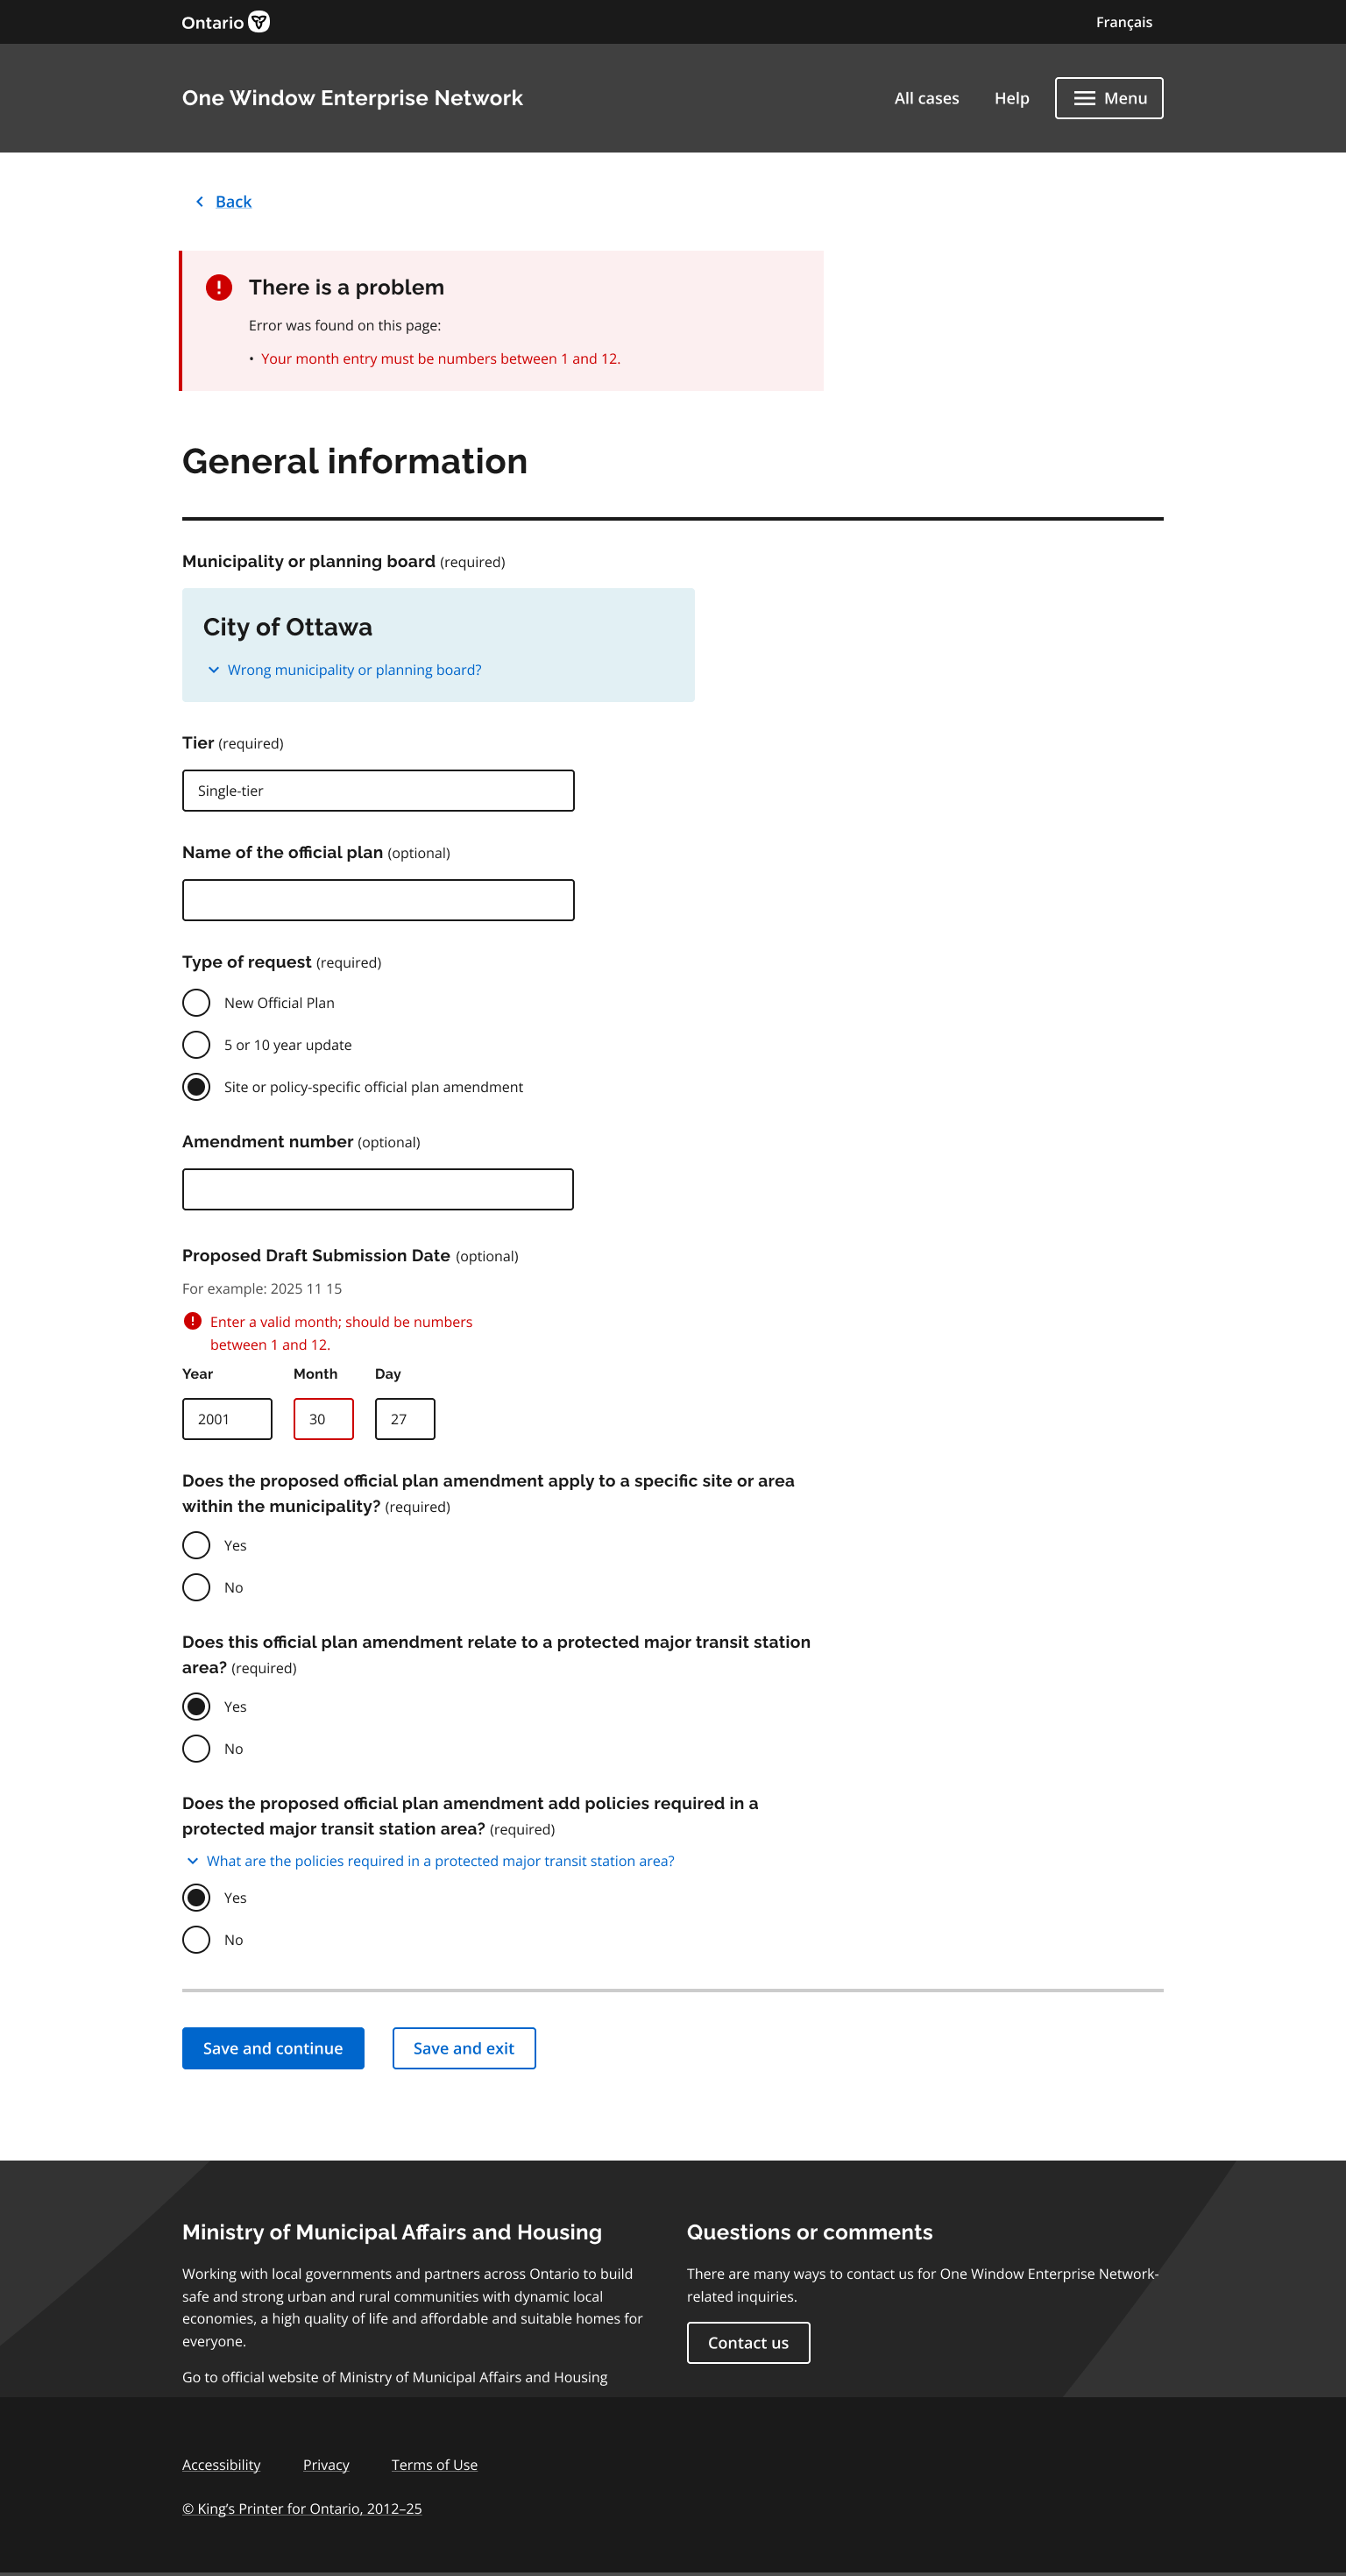 Ontario
Français
One Window Enterprise Network
All cases
Help
Menu
Back
There is a problem
Error was found on this page:
• Your month entry must be numbers between 1 and 12.
General information
Municipality or planning board (required)
City of Ottawa
Wrong municipality or planning board?
Tier (required)
Single-tier
Name of the official plan (optional)
Type of request (required)
New Official Plan
5 or 10 year update
Site or policy-specific official plan amendment
Amendment number (optional)
Proposed Draft Submission Date (optional)
For example: 2025 11 15
Enter a valid month; should be numbers
between 1 and 12.
Year Month Day
2001 30 27
Does the proposed official plan amendment apply to a specific site or area
within the municipality? (required)
Yes
No
Does this official plan amendment relate to a protected major transit station
area? (required)
Yes
No
Does the proposed official plan amendment add policies required in a
protected major transit station area? (required)
What are the policies required in a protected major transit station area?
Yes
No
Save and continue
Save and exit
Ministry of Municipal Affairs and Housing
Working with local governments and partners across Ontario to build
safe and strong urban and rural communities with dynamic local
economies, a high quality of life and affordable and suitable homes for
everyone.
Go to official website of Ministry of Municipal Affairs and Housing
Questions or comments
There are many ways to contact us for One Window Enterprise Network-
related inquiries.
Contact us
Accessibility
Privacy
Terms of Use
© King’s Printer for Ontario, 2012–25